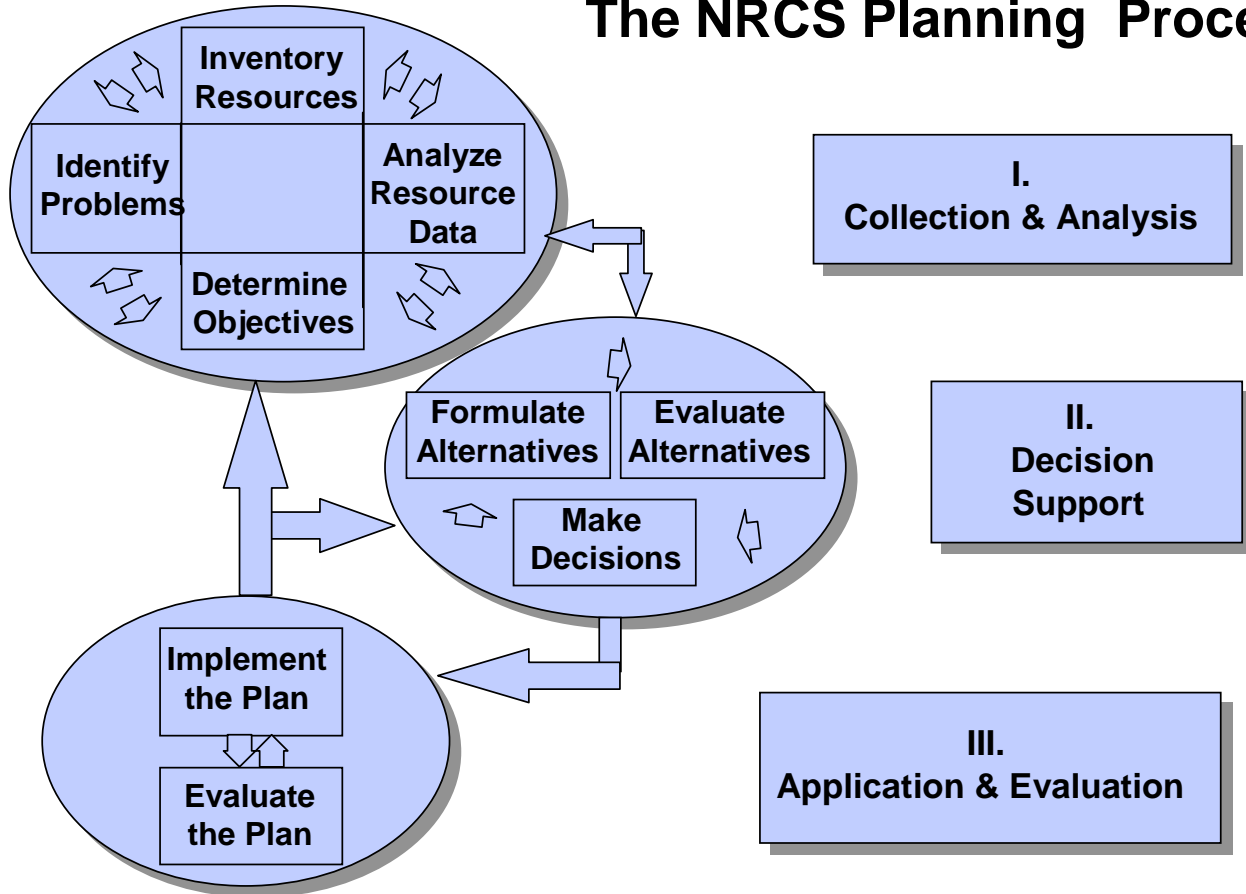 The NRCS Planning Proce
Inventory
Resources
Identify
Problems
Analyze
Resource
Data
Determine
Objectives
I.
Collection & Analysis
Formulate
Alternatives
Evaluate
Alternatives
Make
Decisions
II.
Decision
Support
Implement
the Plan
Evaluate
the Plan
III.
Application & Evaluation